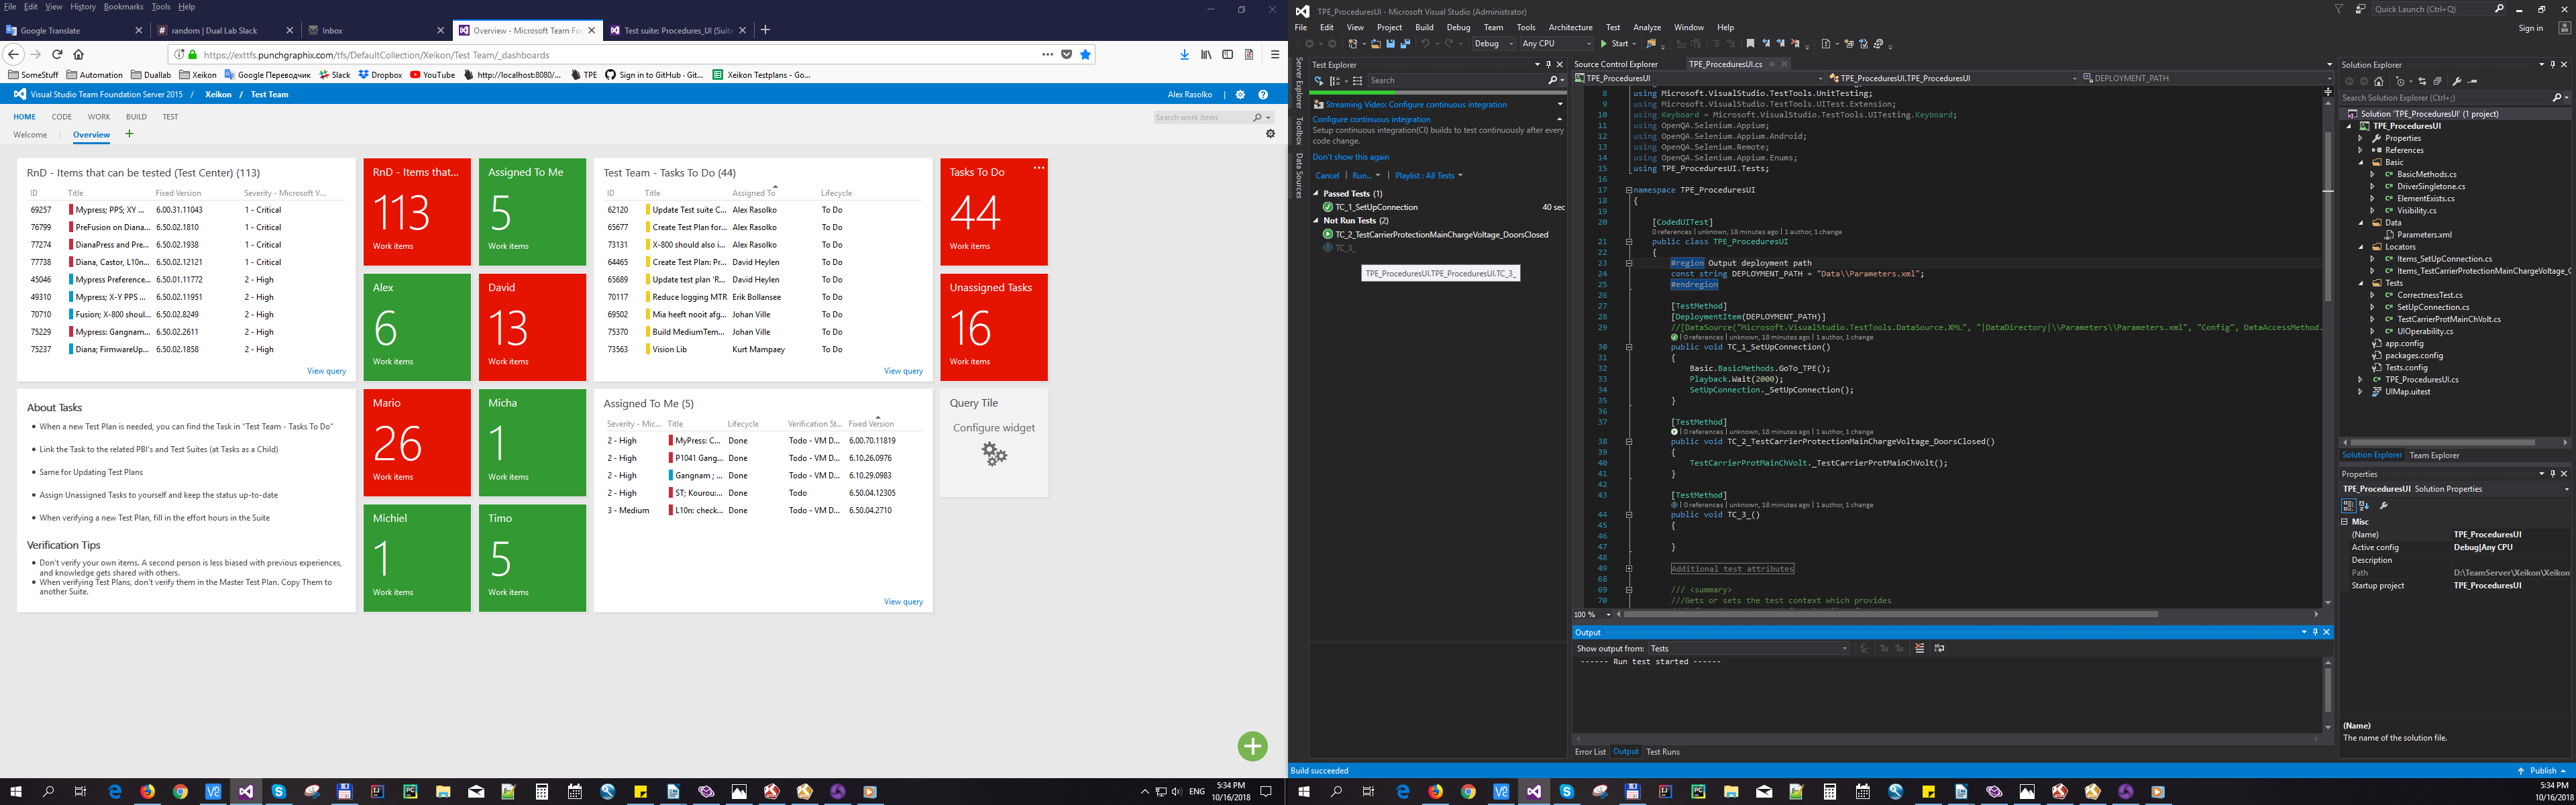 File Edit View History Bookmarks Tools Help
Google Translate
random | Dual Lab Slack
Inbox
Overview - Microsoft Team Fou
Test suite: Procedures_UI (Suite
https://exttfs.punchgraphix.com/tfs/DefaultCollection/Xeikon/Test Team/_dashboards
SomeStuff Automation Duallab Xeikon Google Переводчик Slack Dropbox YouTube http://localhost:8080/... TPE Sign in to GitHub · Git... Xeikon Testplans - Go...
Visual Studio Team Foundation Server 2015 / Xeikon / Test Team
Alex Rasolko
HOME CODE WORK BUILD TEST
Search work items
Welcome Overview
RnD - Items that can be tested (Test Center) (113)
ID Title Fixed Version Severity - Microsoft V...
69257 Mypress; PPS; XY ... 6.00.31.11043 1 - Critical
76799 PreFusion on Diana... 6.50.02.1810 1 - Critical
77274 DianaPress and Pre... 6.50.02.1938 1 - Critical
77738 Diana, Castor, L10n... 6.50.02.12121 1 - Critical
45046 Mypress Preference... 6.50.01.11772 2 - High
49310 Mypress; X-Y PPS ... 6.50.02.11951 2 - High
70710 Fusion; X-800 shoul... 6.50.02.8249 2 - High
75229 Mypress: Gangnam... 6.50.02.2611 2 - High
75237 Diana; FirmwareUp... 6.50.02.1858 2 - High
View query
RnD - Items that...
113
Work items
Assigned To Me
5
Work items
Alex
6
Work items
David
13
Work items
Test Team - Tasks To Do (44)
ID Title Assigned To Lifecycle
62120 Update Test suite C... Alex Rasolko To Do
65677 Create Test Plan for... Alex Rasolko To Do
73131 X-800 should also i... Alex Rasolko To Do
64465 Create Test Plan: Pr... David Heylen To Do
65689 Update test plan 'R... David Heylen To Do
70117 Reduce logging MTR Erik Bollansee To Do
69502 Mia heeft nooit afg... Johan Ville To Do
75370 Build MediumTem... Johan Ville To Do
73563 Vision Lib Kurt Mampaey To Do
View query
Tasks To Do
44
Work items
Unassigned Tasks
16
Work items
About Tasks
When a new Test Plan is needed, you can find the Task in "Test Team - Tasks To Do"
Link the Task to the related PBI's and Test Suites (at Tasks as a Child)
Same for Updating Test Plans
Assign Unassigned Tasks to yourself and keep the status up-to-date
When verifying a new Test Plan, fill in the effort hours in the Suite
Verification Tips
Don't verify your own items. A second person is less biased with previous experiences,
and knowledge gets shared with others.
When verifying Test Plans, don't verify them in the Master Test Plan. Copy Them to
another Suite.
Mario
26
Work items
Micha
1
Work items
Michiel
1
Work items
Timo
5
Work items
Assigned To Me (5)
Severity - Mic... Title Lifecycle Verification St... Fixed Version
2 - High MyPress: C... Done Todo - VM D... 6.00.70.11819
2 - High P1041 Gang... Done Todo - VM D... 6.10.26.0976
2 - High Gangnam ; ... Done Todo - VM D... 6.10.29.0983
2 - High ST; Kourou:... Done Todo 6.50.04.12305
3 - Medium L10n: check... Done Todo - VM D... 6.50.04.2710
View query
Query Tile
Configure widget
ENG
5:34 PM
10/16/2018
TPE_ProceduresUI - Microsoft Visual Studio (Administrator)
Quick Launch (Ctrl+Q)
File Edit View Project Build Debug Team Tools Architecture Test Analyze Window Help
Sign in
Debug Any CPU Start
Server Explorer Toolbox Data Sources
Test Explorer
Search
Streaming Video: Configure continuous integration
Configure continuous integration
Setup continuous integration(CI) builds to test continuously after every
code change.
Don't show this again
Cancel Run... Playlist : All Tests
Passed Tests (1)
TC_1_SetUpConnection 40 sec
Not Run Tests (2)
TC_2_TestCarrierProtectionMainChargeVoltage_DoorsClosed
TC_3_
TPE_ProceduresUI.TPE_ProceduresUI.TC_3_
Source Control Explorer TPE_ProceduresUI.cs
TPE_ProceduresUI TPE_ProceduresUI.TPE_ProceduresUI DEPLOYMENT_PATH
8 using Microsoft.VisualStudio.TestTools.UnitTesting;
9 using Microsoft.VisualStudio.TestTools.UITest.Extension;
10 using Keyboard = Microsoft.VisualStudio.TestTools.UITesting.Keyboard;
11 using OpenQA.Selenium.Appium;
12 using OpenQA.Selenium.Appium.Android;
13 using OpenQA.Selenium.Remote;
14 using OpenQA.Selenium.Appium.Enums;
15 using TPE_ProceduresUI.Tests;
16
17 namespace TPE_ProceduresUI
18 {
19
20 [CodedUITest]
0 references | unknown, 18 minutes ago | 1 author, 1 change
21 public class TPE_ProceduresUI
22 {
23 #region Output deployment path
24 const string DEPLOYMENT_PATH = "Data\\Parameters.xml";
25 #endregion
26
27 [TestMethod]
28 [DeploymentItem(DEPLOYMENT_PATH)]
29 //[DataSource("Microsoft.VisualStudio.TestTools.DataSource.XML", "|DataDirectory|\\Parameters\\Parameters.xml", "Config", DataAccessMethod.
0 references | unknown, 18 minutes ago | 1 author, 1 change
30 public void TC_1_SetUpConnection()
31 {
32 Basic.BasicMethods.GoTo_TPE();
33 Playback.Wait(2000);
34 SetUpConnection._SetUpConnection();
35 }
36
37 [TestMethod]
0 references | unknown, 18 minutes ago | 1 author, 1 change
38 public void TC_2_TestCarrierProtectionMainChargeVoltage_DoorsClosed()
39 {
40 TestCarrierProtMainChVolt._TestCarrierProtMainChVolt();
41 }
42
43 [TestMethod]
0 references | unknown, 18 minutes ago | 1 author, 1 change
44 public void TC_3_()
45 {
46
47 }
48
49 Additional test attributes
68
69 /// <summary>
70 ///Gets or sets the test context which provides
100 %
Output
Show output from: Tests
------ Run test started ------
Error List Output Test Runs
Solution Explorer
Search Solution Explorer (Ctrl+;)
Solution 'TPE_ProceduresUI' (1 project)
TPE_ProceduresUI
Properties
References
Basic
BasicMethods.cs
DriverSingletone.cs
ElementExists.cs
Visibility.cs
Data
Parameters.xml
Locators
Items_SetUpConnection.cs
Items_TestCarrierProtectionMainChargeVoltage_C
Tests
CorrectnessTest.cs
SetUpConnection.cs
TestCarrierProtMainChVolt.cs
UIOperability.cs
app.config
packages.config
Tests.config
TPE_ProceduresUI.cs
UIMap.uitest
Solution Explorer Team Explorer
Properties
TPE_ProceduresUI Solution Properties
Misc
(Name) TPE_ProceduresUI
Active config Debug|Any CPU
Description
Path D:\TeamServer\Xeikon\Xeikon\
Startup project TPE_ProceduresUI
(Name)
The name of the solution file.
Build succeeded
Publish
5:34 PM
10/16/2018